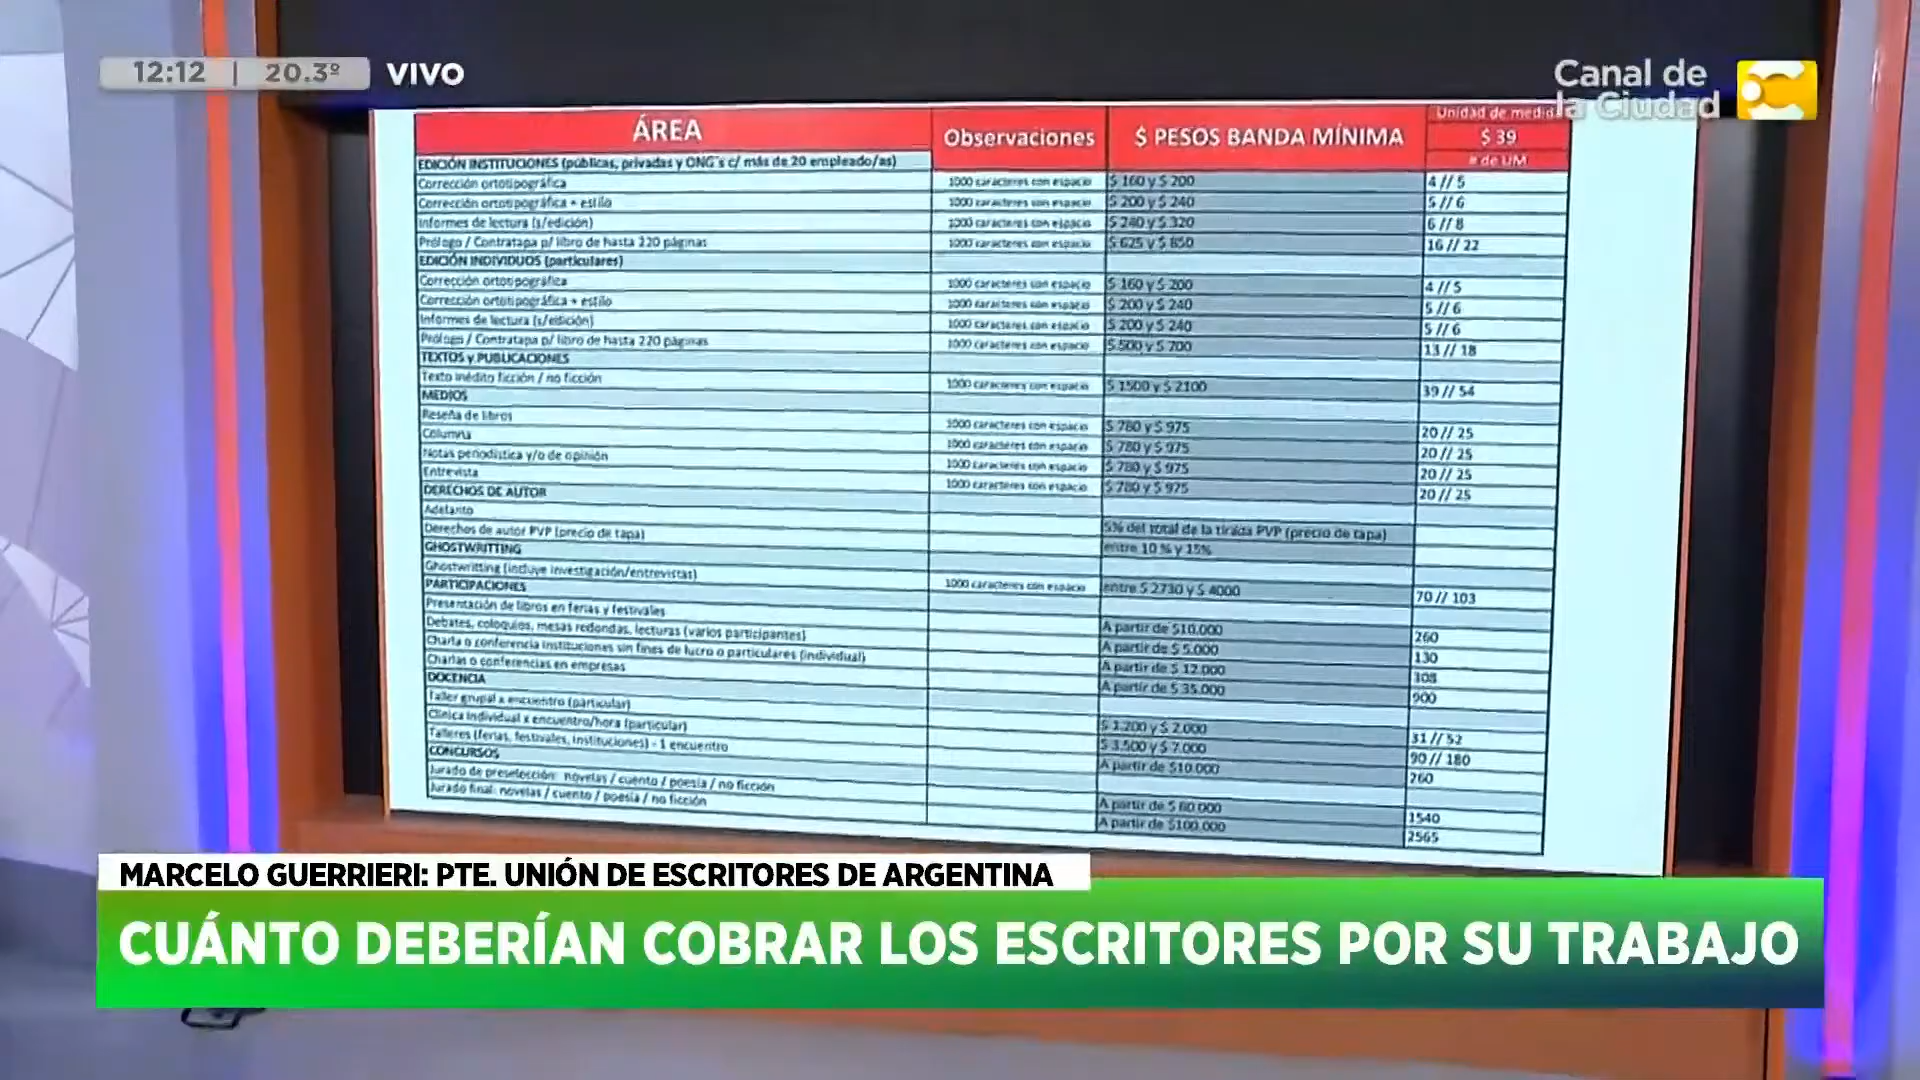 12:12 | 20.3º VIVO
Canal de la Ciudad
ÁREA Observaciones $ PESOS BANDA MÍNIMA Unidad de medida
$ 39
# de UM
EDICIÓN INSTITUCIONES (públicas, privadas y ONG's c/ más de 20 empleado/as)
Corrección ortotipográfica 1000 caracteres con espacio $ 160 y $ 200 4 // 5
Corrección ortotipográfica + estilo 1000 caracteres con espacio $ 200 y $ 240 5 // 6
Informes de lectura (s/edición) 1000 caracteres con espacio $ 240 y $ 320 6 // 8
Prólogo / Contratapa p/ libro de hasta 220 páginas 1000 caracteres con espacio $ 625 y $ 850 16 // 22
EDICIÓN INDIVIDUOS (particulares)
Corrección ortotipográfica 1000 caracteres con espacio $ 160 y $ 200 4 // 5
Corrección ortotipográfica + estilo 1000 caracteres con espacio $ 200 y $ 240 5 // 6
Informes de lectura (s/edición) 1000 caracteres con espacio $ 200 y $ 240 5 // 6
Prólogo / Contratapa p/ libro de hasta 220 páginas 1000 caracteres con espacio $ 500 y $ 700 13 // 18
TEXTOS y PUBLICACIONES
Texto inédito ficción / no ficción 1000 caracteres con espacio $ 1500 y $ 2100 39 // 54
MEDIOS
Reseña de libros 1000 caracteres con espacio $ 780 y $ 975 20 // 25
Columna 1000 caracteres con espacio $ 780 y $ 975 20 // 25
Notas periodística y/o de opinión 1000 caracteres con espacio $ 780 y $ 975 20 // 25
Entrevista 1000 caracteres con espacio $ 780 y $ 975 20 // 25
DERECHOS DE AUTOR
Adelanto 5% del total de la tirada PVP (precio de tapa)
Derechos de autor PVP (precio de tapa) entre 10 % y 15%
GHOSTWRITTING
Ghostwritting (incluye investigación/entrevistas) 1000 caracteres con espacio entre $ 2730 y $ 4000 70 // 103
PARTICIPACIONES
Presentación de libros en ferias y festivales A partir de $10.000 260
Debates, coloquios, mesas redondas, lecturas (varios participantes) A partir de $ 5.000 130
Charla o conferencia instituciones sin fines de lucro o particulares (individual) A partir de $ 12.000 308
Charlas o conferencias en empresas A partir de $ 35.000 900
DOCENCIA
Taller grupal x encuentro (particular) $ 1.200 y $ 2.000 31 // 52
Clínica individual x encuentro/hora (particular) $ 3.500 y $ 7.000 90 // 180
Talleres (ferias, festivales, instituciones) - 1 encuentro A partir de $10.000 260
CONCURSOS
Jurado de preselección: novelas / cuento / poesía / no ficción A partir de $ 60.000 1540
Jurado final: novelas / cuento / poesía / no ficción A partir de $100.000 2565
MARCELO GUERRIERI: PTE. UNIÓN DE ESCRITORES DE ARGENTINA
CUÁNTO DEBERÍAN COBRAR LOS ESCRITORES POR SU TRABAJO